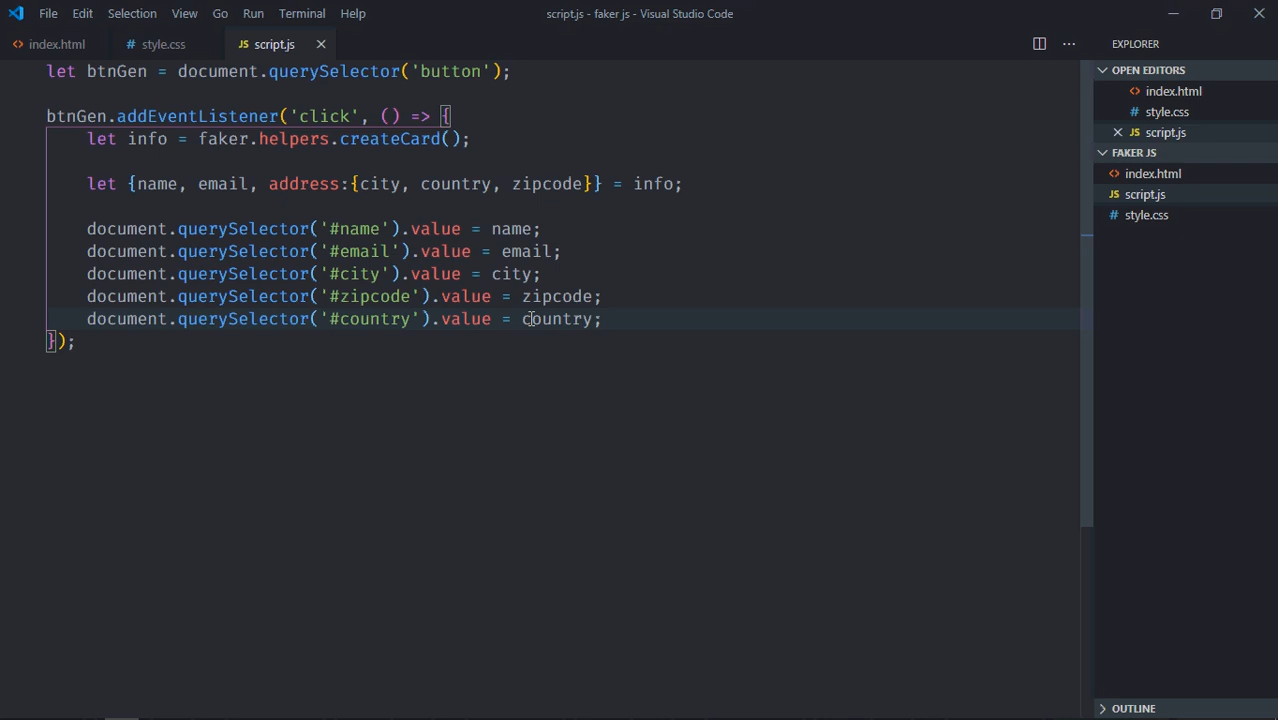 File Edit Selection View Go Run Terminal Help script.js - faker js - Visual Studio Code
<> index.html # style.css JS script.js EXPLORER
let btnGen = document.querySelector('button');
btnGen.addEventListener('click', () => {
let info = faker.helpers.createCard();
let {name, email, address:{city, country, zipcode}} = info;
document.querySelector('#name').value = name;
document.querySelector('#email').value = email;
document.querySelector('#city').value = city;
document.querySelector('#zipcode').value = zipcode;
document.querySelector('#country').value = country;
});
OPEN EDITORS
<> index.html
# style.css
JS script.js
FAKER JS
<> index.html
JS script.js
# style.css
OUTLINE